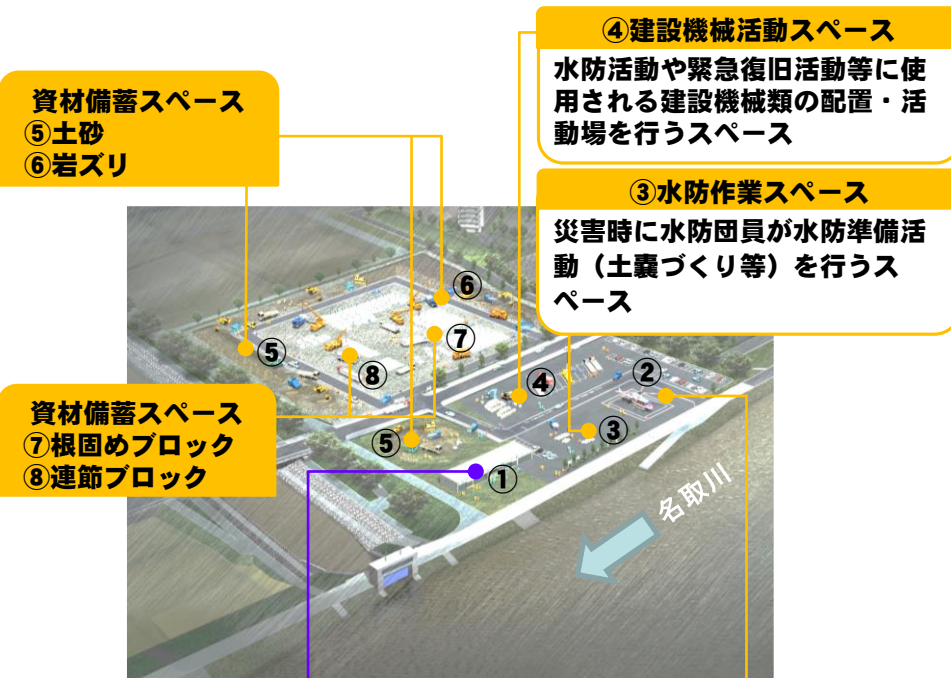 ④建設機械活動スペース
水防活動や緊急復旧活動等に使
用される建設機械類の配置・活
動場を行うスペース
資材備蓄スペース
⑤土砂
⑥岩ズリ
③水防作業スペース
災害時に水防団員が水防準備活
動（土嚢づくり等）を行うス
ペース
資材備蓄スペース
⑦根固めブロック
⑧連節ブロック
⑥
⑦
⑤
⑧
④
②
③
⑤
①
名取川